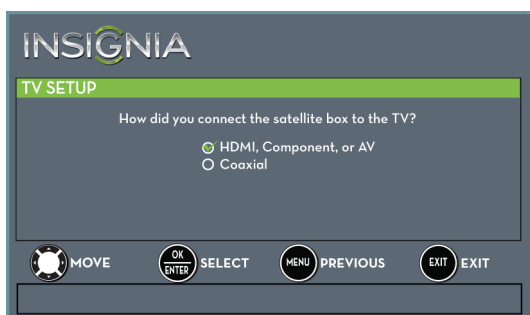 INSIGNIA
TV SETUP
How did you connect the satellite box to the TV?
HDMI, Component, or AV
Coaxial
MOVE OK ENTER SELECT MENU PREVIOUS EXIT EXIT